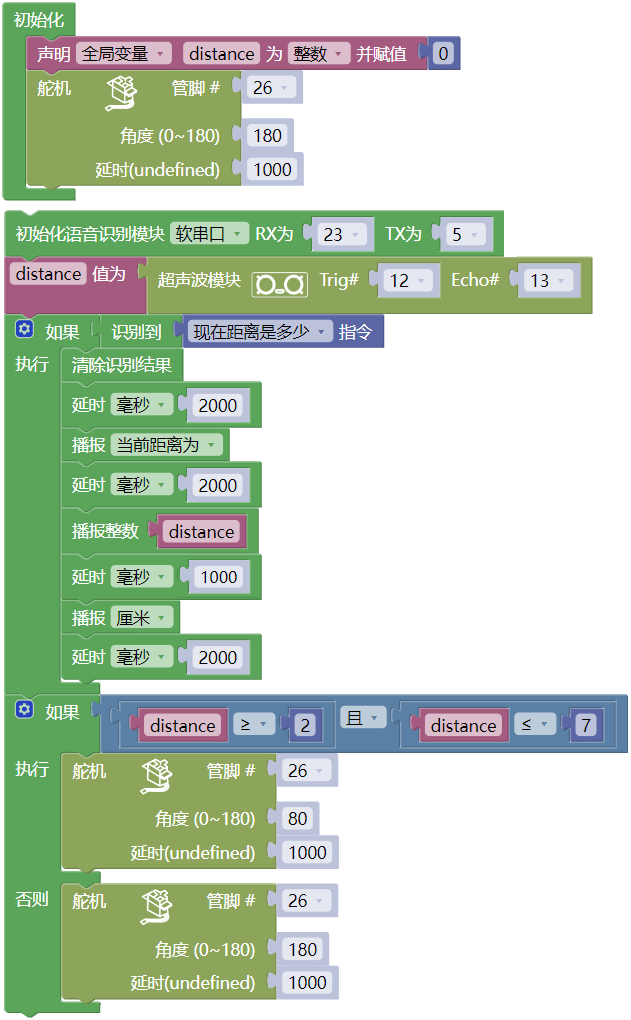 初始化
声明 全局变量 distance 为 整数 并赋值 0
舵机 管脚 # 26
角度 (0~180) 180
延时(undefined) 1000
初始化语音识别模块 软串口 RX为 23 TX为 5
distance 值为 超声波模块 Trig# 12 Echo# 13
如果 识别到 现在距离是多少 指令
执行 清除识别结果
延时 毫秒 2000
播报 当前距离为
延时 毫秒 2000
播报整数 distance
延时 毫秒 1000
播报 厘米
延时 毫秒 2000
如果 distance ≥ 2 且 distance ≤ 7
执行 舵机 管脚 # 26
角度 (0~180) 80
延时(undefined) 1000
否则 舵机 管脚 # 26
角度 (0~180) 180
延时(undefined) 1000